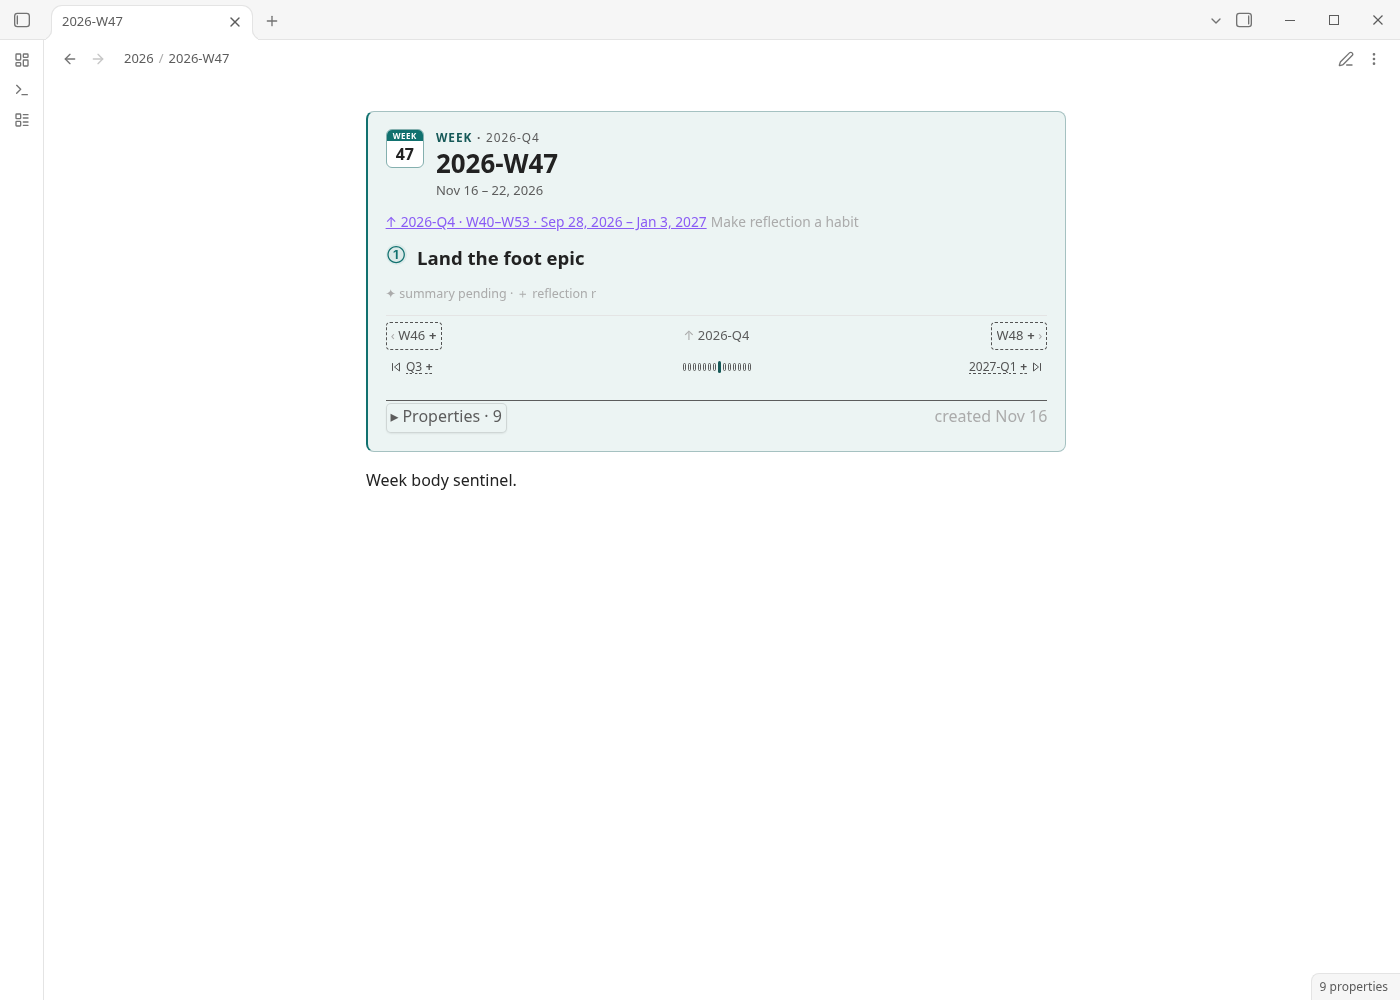 2026-W47
2026 / 2026-W47
WEEK
47
WEEK · 2026-Q4
2026-W47
Nov 16 – 22, 2026
↑ 2026-Q4 · W40–W53 · Sep 28, 2026 – Jan 3, 2027 Make reflection a habit
1 Land the foot epic
✦ summary pending · + reflection r
‹ W46 + ↑ 2026-Q4 W48 + ›
Q3 + 2027-Q1 +
▸ Properties · 9 created Nov 16
Week body sentinel.
9 properties